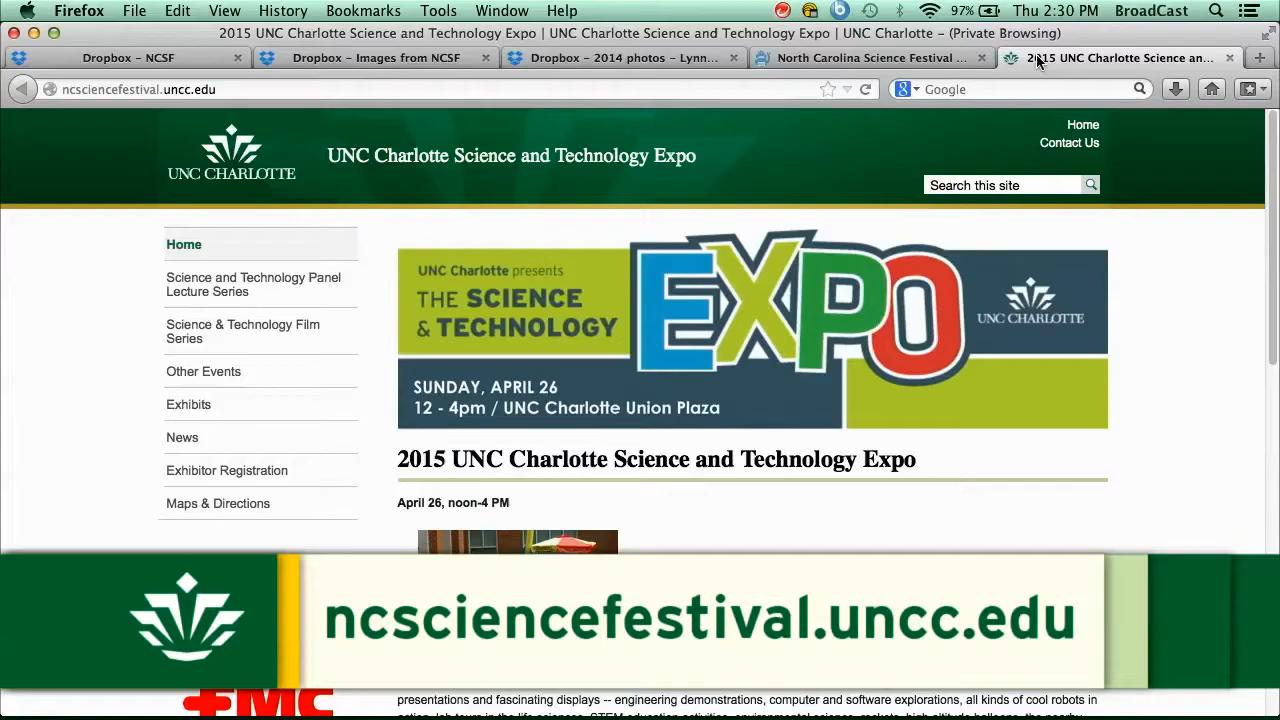 Firefox File Edit View History Bookmarks Tools Window Help 97% Thu 2:30 PM BroadCast
2015 UNC Charlotte Science and Technology Expo | UNC Charlotte Science and Technology Expo | UNC Charlotte - (Private Browsing)
Dropbox - NCSF Dropbox - Images from NCSF Dropbox - 2014 photos - Lynn... North Carolina Science Festival ... 2015 UNC Charlotte Science an...
ncsciencefestival.uncc.edu Google
Home
Contact Us
UNC CHARLOTTE UNC Charlotte Science and Technology Expo
Search this site
Home
Science and Technology Panel
Lecture Series
Science & Technology Film
Series
Other Events
Exhibits
News
Exhibitor Registration
Maps & Directions
UNC Charlotte presents
THE SCIENCE
& TECHNOLOGY
EXPO
UNC CHARLOTTE
SUNDAY, APRIL 26
12 - 4pm / UNC Charlotte Union Plaza
2015 UNC Charlotte Science and Technology Expo
April 26, noon-4 PM
ncsciencefestival.uncc.edu
presentations and fascinating displays -- engineering demonstrations, computer and software explorations, all kinds of cool robots in